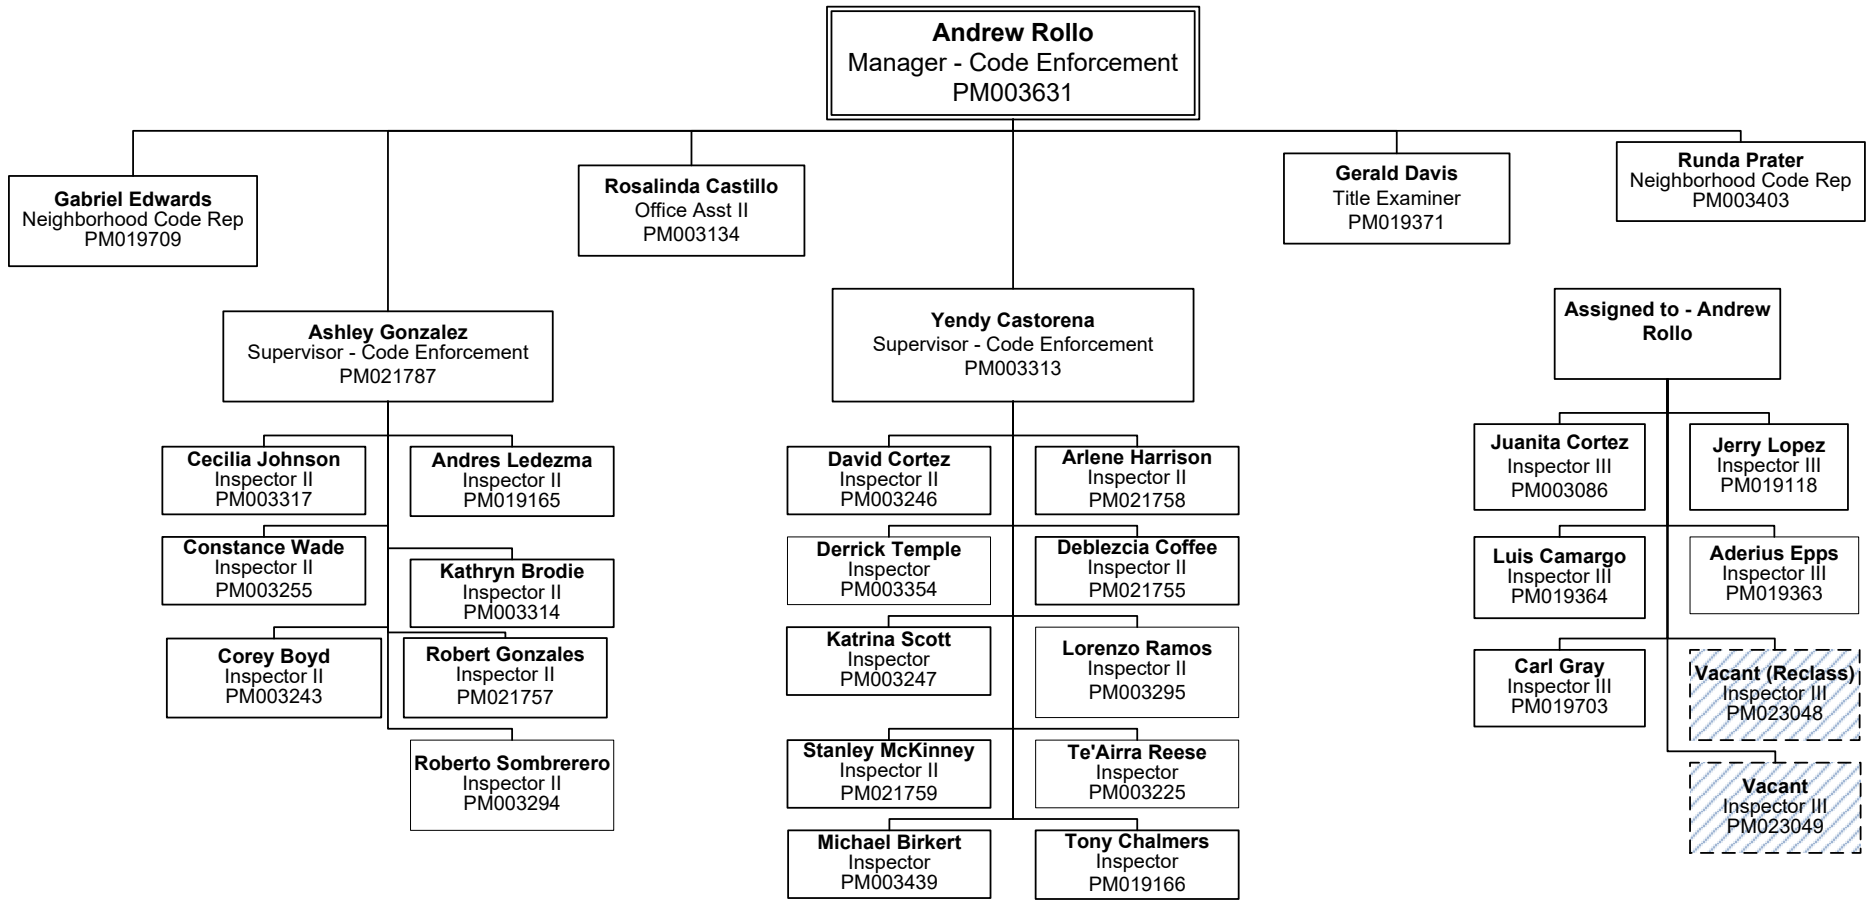 Andrew Rollo
Manager - Code Enforcement
PM003631
Gabriel Edwards
Neighborhood Code Rep
PM019709
Rosalinda Castillo
Office Asst II
PM003134
Gerald Davis
Title Examiner
PM019371
Runda Prater
Neighborhood Code Rep
PM003403
Ashley Gonzalez
Supervisor - Code Enforcement
PM021787
Yendy Castorena
Supervisor - Code Enforcement
PM003313
Assigned to - Andrew
Rollo
Cecilia Johnson
Inspector II
PM003317
Andres Ledezma
Inspector II
PM019165
Constance Wade
Inspector II
PM003255
Kathryn Brodie
Inspector II
PM003314
Corey Boyd
Inspector II
PM003243
Robert Gonzales
Inspector II
PM021757
Roberto Sombrerero
Inspector II
PM003294
David Cortez
Inspector II
PM003246
Arlene Harrison
Inspector II
PM021758
Derrick Temple
Inspector
PM003354
Deblezcia Coffee
Inspector II
PM021755
Katrina Scott
Inspector
PM003247
Lorenzo Ramos
Inspector II
PM003295
Stanley McKinney
Inspector II
PM021759
Te'Airra Reese
Inspector
PM003225
Michael Birkert
Inspector
PM003439
Tony Chalmers
Inspector
PM019166
Juanita Cortez
Inspector III
PM003086
Jerry Lopez
Inspector III
PM019118
Luis Camargo
Inspector III
PM019364
Aderius Epps
Inspector III
PM019363
Carl Gray
Inspector III
PM019703
Vacant (Reclass)
Inspector III
PM023048
Vacant
Inspector III
PM023049